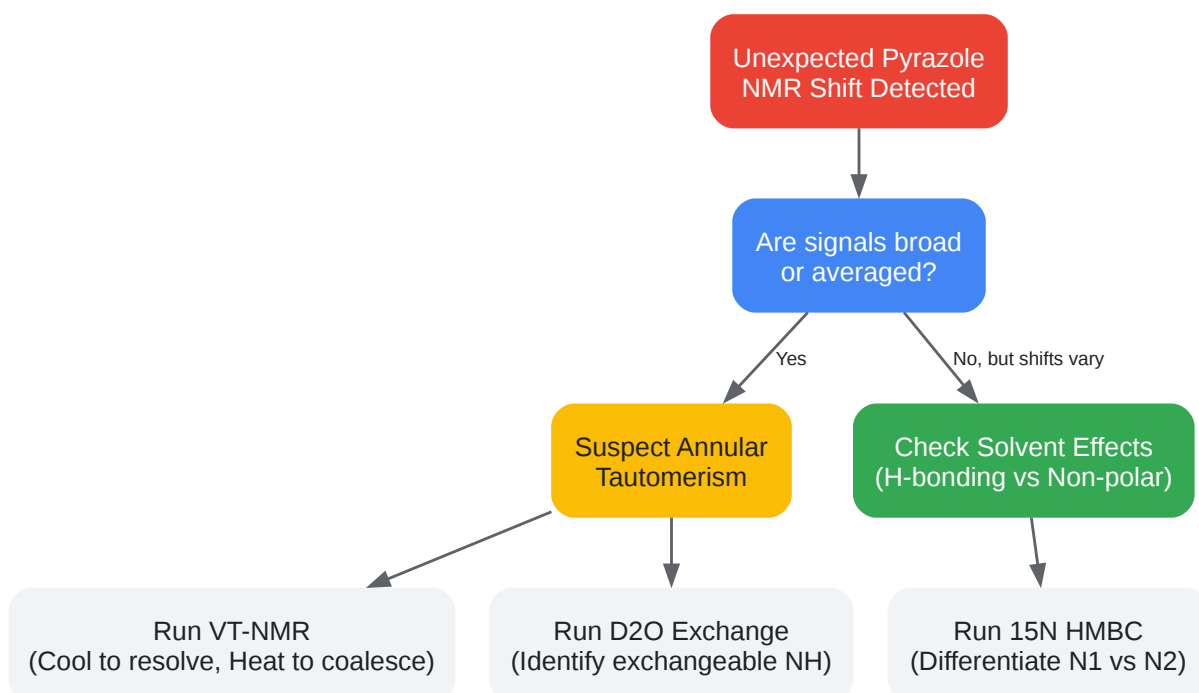 Unexpected Pyrazole
NMR Shift Detected
Are signals broad
or averaged?
Yes
No, but shifts vary
Suspect Annular
Tautomerism
Check Solvent Effects
(H-bonding vs Non-polar)
Run VT-NMR
(Cool to resolve, Heat to coalesce)
Run D2O Exchange
(Identify exchangeable NH)
Run 15N HMBC
(Differentiate N1 vs N2)